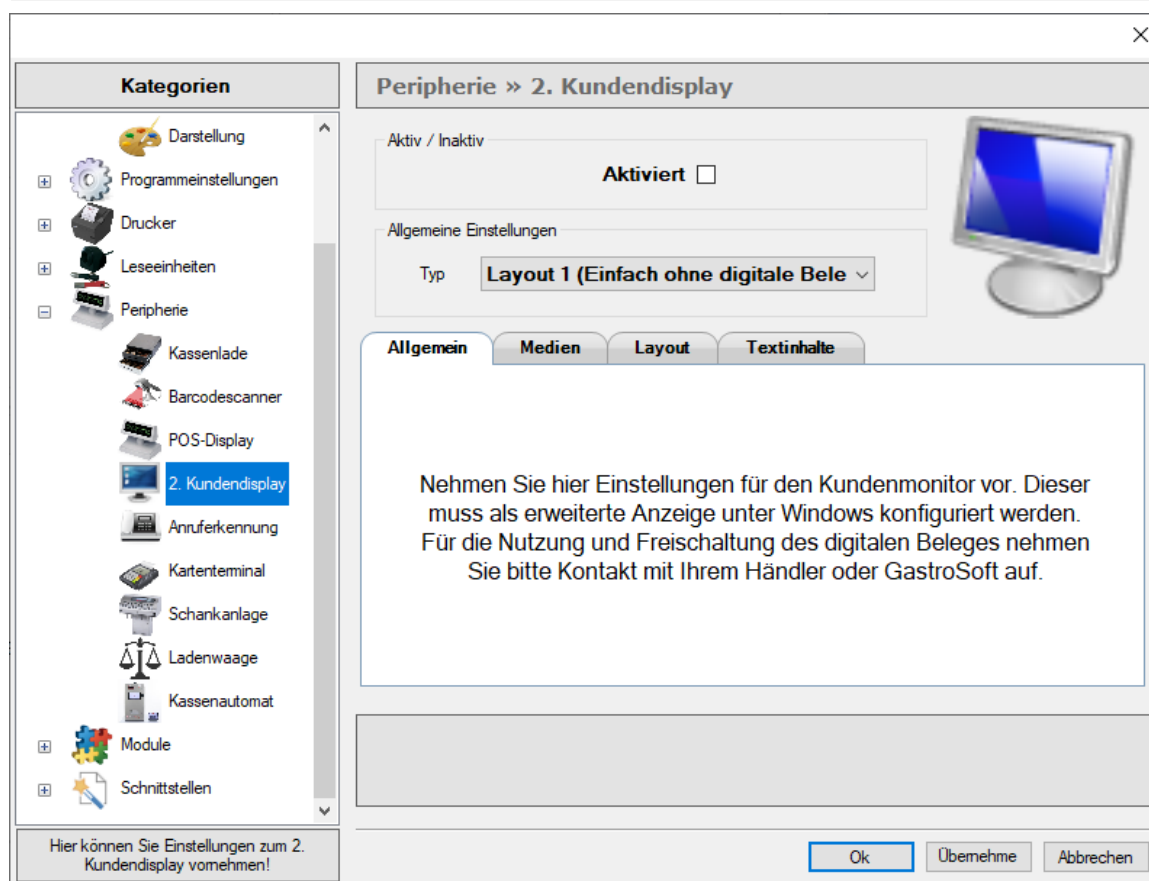 Kategorien
Darstellung
Programmeinstellungen
Drucker
Leseeinheiten
Peripherie
Kassenlade
Barcodescanner
POS-Display
2. Kundendisplay
Anruferkennung
Kartenterminal
Schankanlage
Ladenwaage
Kassenautomat
Module
Schnittstellen
Hier können Sie Einstellungen zum 2.
Kundendisplay vornehmen!
Peripherie » 2. Kundendisplay
Aktiv / Inaktiv
Aktiviert
Allgemeine Einstellungen
Typ Layout 1 (Einfach ohne digitale Bele
Allgemein Medien Layout Textinhalte
Nehmen Sie hier Einstellungen für den Kundenmonitor vor. Dieser
muss als erweiterte Anzeige unter Windows konfiguriert werden.
Für die Nutzung und Freischaltung des digitalen Beleges nehmen
Sie bitte Kontakt mit Ihrem Händler oder GastroSoft auf.
Ok Übernehme Abbrechen